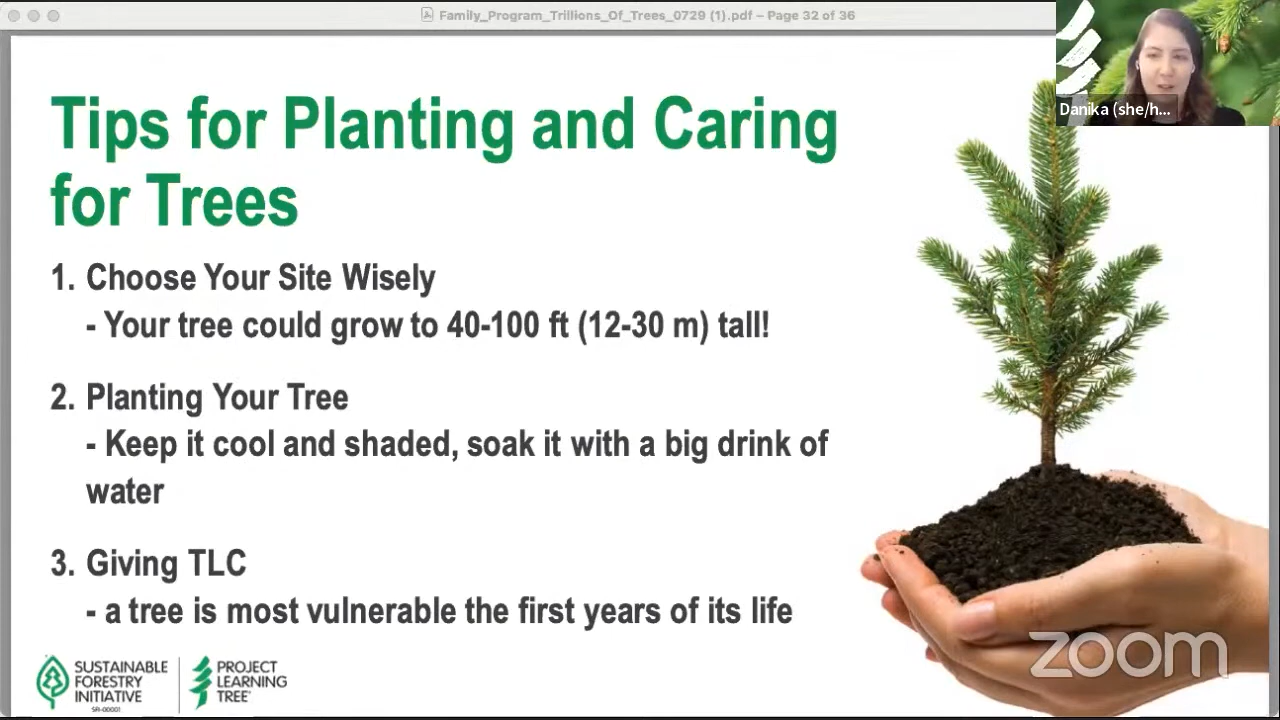 Family_Program_Trillions_Of_Trees_0729 (1).pdf – Page 32 of 36
Danika (she/h...
Tips for Planting and Caring
for Trees
1. Choose Your Site Wisely
- Your tree could grow to 40-100 ft (12-30 m) tall!
2. Planting Your Tree
- Keep it cool and shaded, soak it with a big drink of
water
3. Giving TLC
- a tree is most vulnerable the first years of its life
SUSTAINABLE
FORESTRY
INITIATIVE
SFI-00001
PROJECT
LEARNING
TREE
zoom